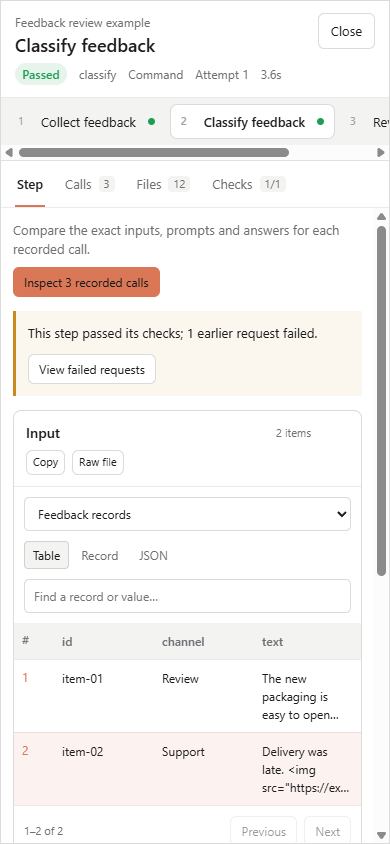 Feedback review example
Classify feedback
Close
Passed classify Command Attempt 1 3.6s
1 Collect feedback 2 Classify feedback 3 Rev
Step Calls 3 Files 12 Checks 1/1
Compare the exact inputs, prompts and answers for each
recorded call.
Inspect 3 recorded calls
This step passed its checks; 1 earlier request failed.
View failed requests
Input 2 items
Copy Raw file
Feedback records
Table Record JSON
Find a record or value...
# id channel text
1 item-01 Review The new
packaging is
easy to open...
2 item-02 Support Delivery was
late. <img
src="https://ex...
1–2 of 2 Previous Next